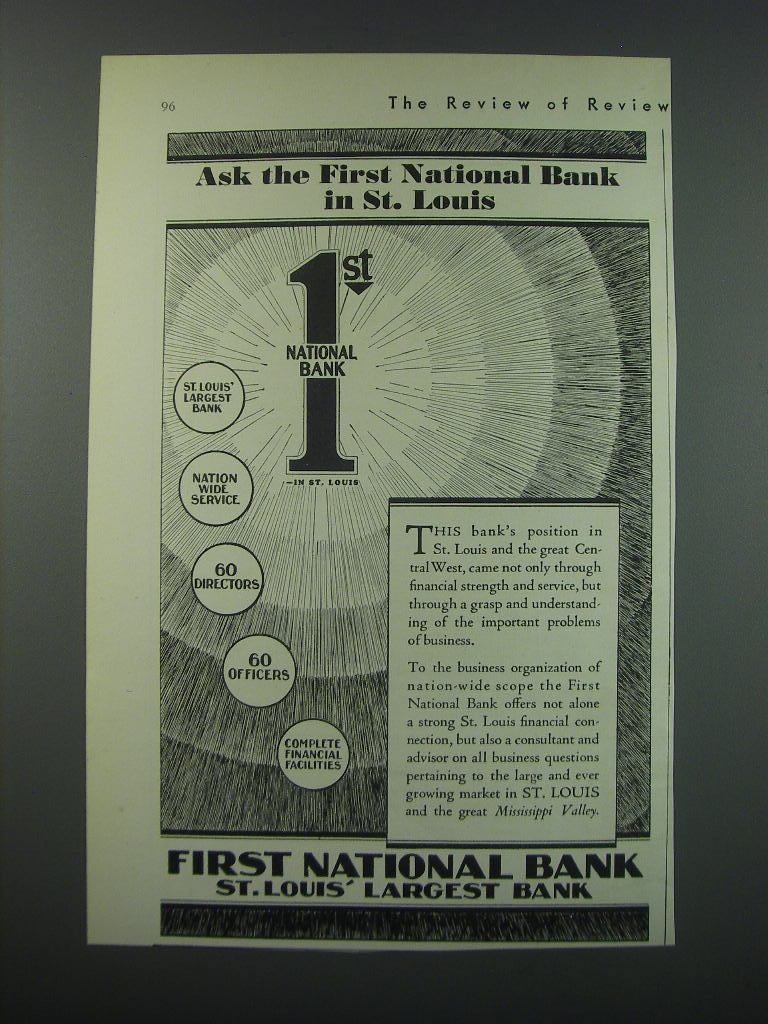 96
The Review of Review
Ask the First National Bank
in St. Louis
1st
NATIONAL
BANK
—IN ST. LOUIS
ST. LOUIS'
LARGEST
BANK
NATION
WIDE
SERVICE
60
DIRECTORS
60
OFFICERS
COMPLETE
FINANCIAL
FACILITIES
THIS bank's position in
St. Louis and the great Cen-
tral West, came not only through
financial strength and service, but
through a grasp and understand-
ing of the important problems
of business.
To the business organization of
nation-wide scope the First
National Bank offers not alone
a strong St. Louis financial con-
nection, but also a consultant and
advisor on all business questions
pertaining to the large and ever
growing market in ST. LOUIS
and the great Mississippi Valley.
FIRST NATIONAL BANK
ST. LOUIS' LARGEST BANK